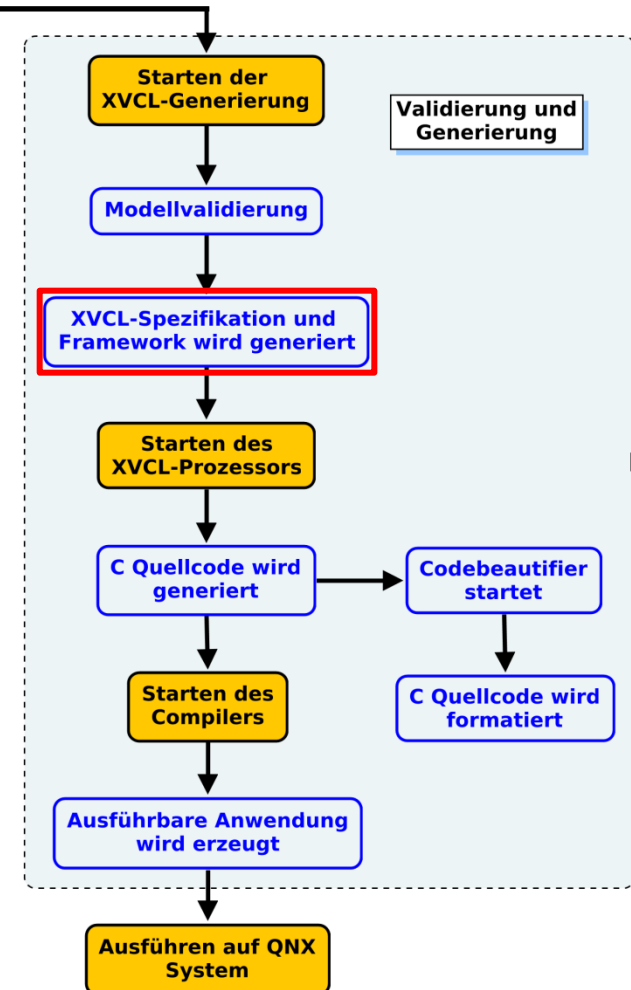 Starten der
XVCL-Generierung
Validierung und
Generierung
Modellvalidierung
XVCL-Spezifikation und
Framework wird generiert
Starten des
XVCL-Prozessors
C Quellcode wird
generiert
Codebeautifier
startet
Starten des
Compilers
C Quellcode wird
formatiert
Ausführbare Anwendung
wird erzeugt
Ausführen auf QNX
System